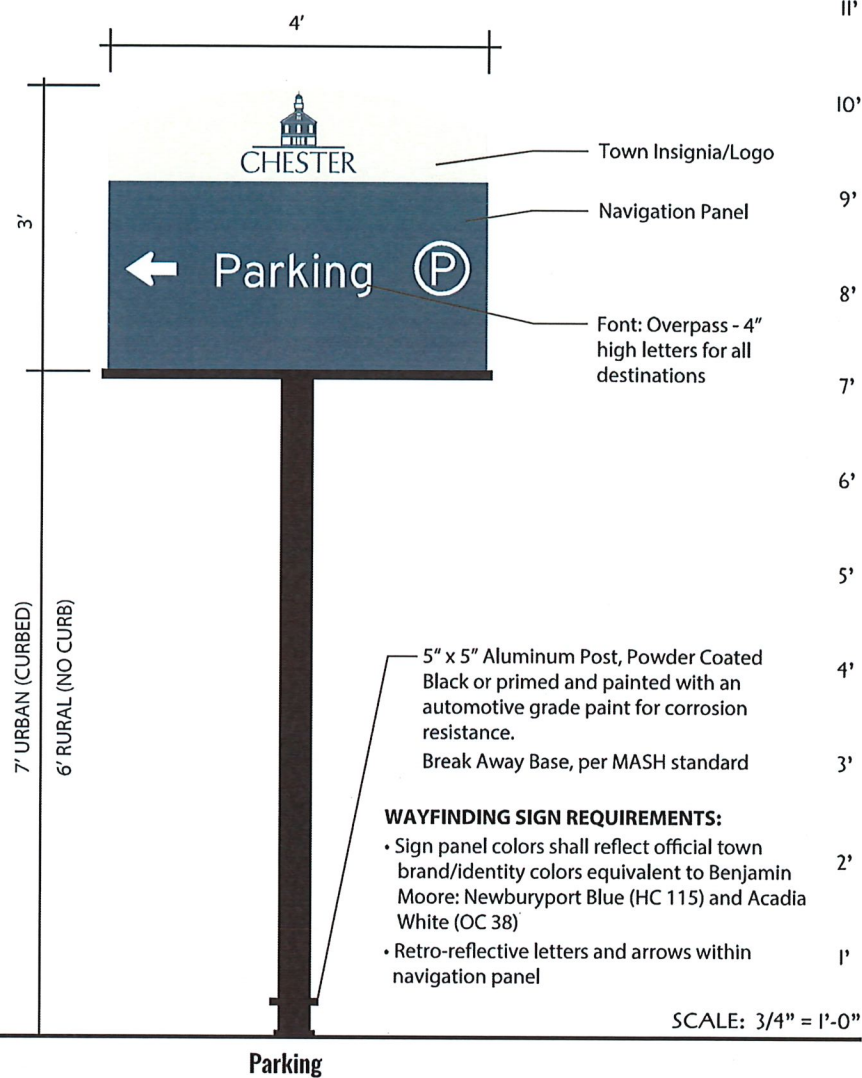 4'
11'
10'
CHESTER
Town Insignia/Logo
9'
3'
Navigation Panel
Parking P
8'
Font: Overpass - 4"
high letters for all
destinations
7'
6'
5'
7' URBAN (CURBED)
6' RURAL (NO CURB)
5" x 5" Aluminum Post, Powder Coated
Black or primed and painted with an
automotive grade paint for corrosion
resistance.
Break Away Base, per MASH standard
4'
3'
WAYFINDING SIGN REQUIREMENTS:
• Sign panel colors shall reflect official town
brand/identity colors equivalent to Benjamin
Moore: Newburyport Blue (HC 115) and Acadia
White (OC 38)
2'
• Retro-reflective letters and arrows within
navigation panel
1'
SCALE: 3/4" = 1'-0"
Parking